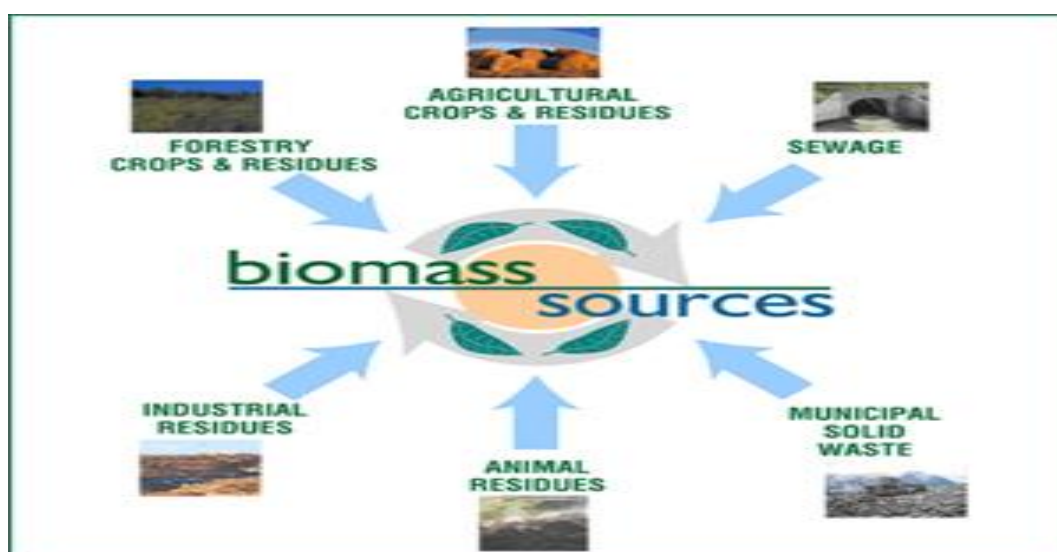 AGRICULTURAL
CROPS & RESIDUES
FORESTRY
CROPS & RESIDUES
SEWAGE
biomass
sources
INDUSTRIAL
RESIDUES
ANIMAL
RESIDUES
MUNICIPAL
SOLID
WASTE